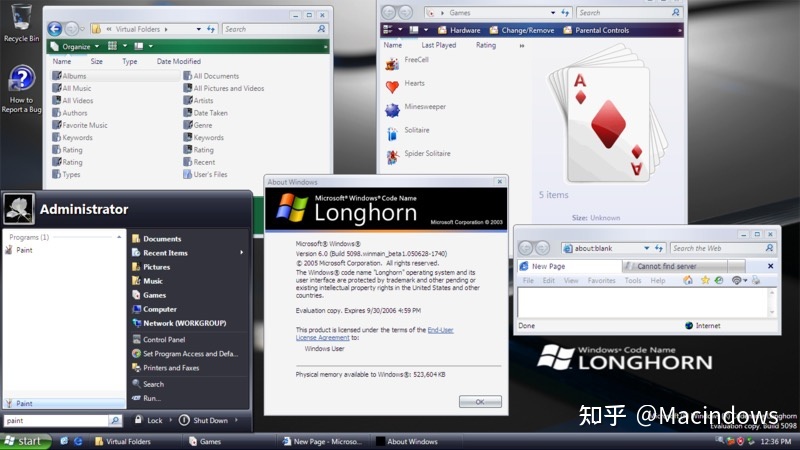 Recycle Bin
How to
Report a Bug
Virtual Folders
Search
Organize
Name
Size
Type
Date Modified
Albums
All Documents
All Music
All Pictures and Videos
All Videos
Artists
Authors
Date Taken
Favorite Music
Genre
Keywords
Keywords
Rating
Rating
Rating
Recent
Types
User's Files
Games
Search
Hardware
Change/Remove
Parental Controls
Name
Last Played
Rating
FreeCell
Hearts
Minesweeper
Solitaire
Spider Solitaire
A
5 items
Size: Unknown
Administrator
Programs (1)
Paint
Paint
paint
Documents
Recent Items
Pictures
Music
Games
Computer
Network (WORKGROUP)
Control Panel
Set Program Access and Defa...
Printers and Faxes
Search
Run...
Lock
Shut Down
About Windows
Microsoft® Windows® Code Name
Longhorn
Microsoft Corporation © 2003
Microsoft® Windows®
Version 6.0 (Build 5098.winmain_beta1.050628-1740)
© 2005 Microsoft Corporation. All rights reserved.
The Windows® code name "Longhorn" operating system and its
user interface are protected by trademark and other pending or
existing intellectual property rights in the United States and other
countries.
Evaluation copy. Expires 9/30/2006 4:59 PM
This product is licensed under the terms of the End-User
License Agreement to:
Windows User
Physical memory available to Windows®: 523,604 KB
OK
about:blank
Search the Web
New Page
Cannot find server
File
Edit
View
Favorites
Tools
Help
Done
Internet
Windows® Code Name
LONGHORN
知乎 @Macindows
Evaluation copy. Build 5098
start
Virtual Folders
Games
New Page - Microso...
About Windows
12:36 PM